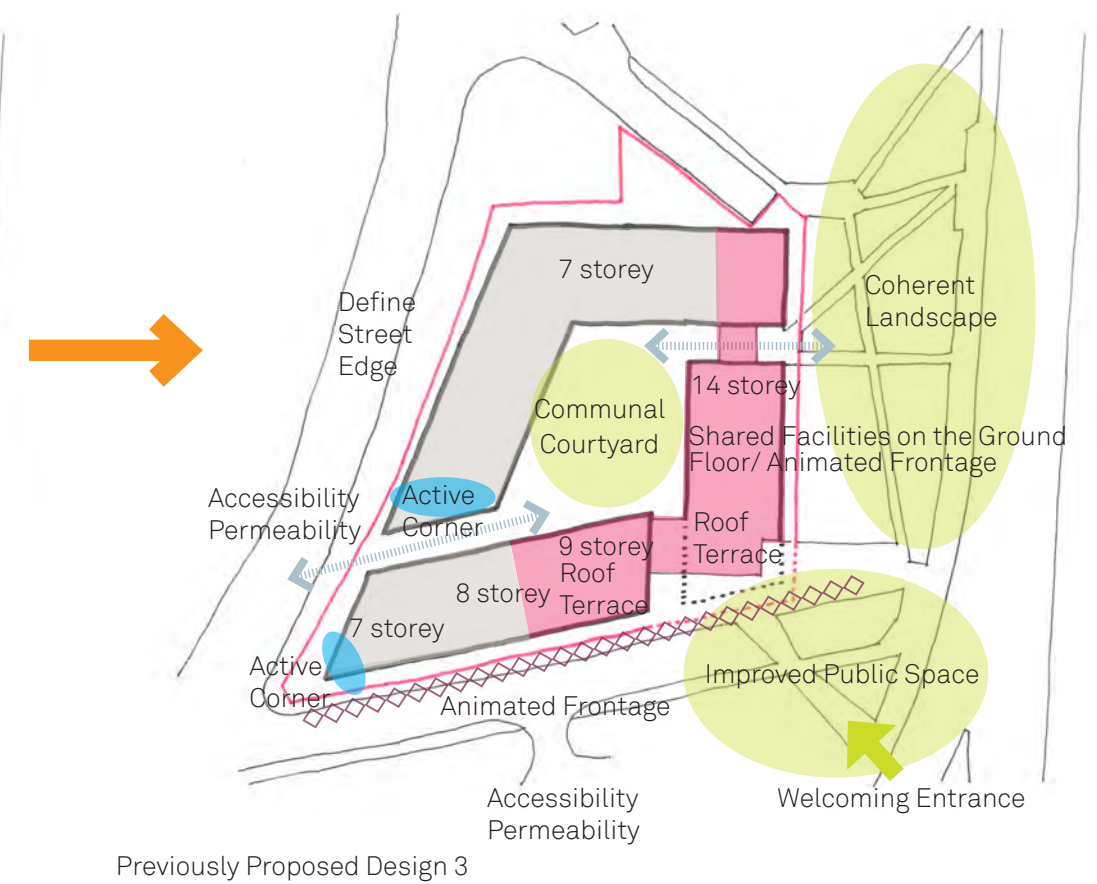 7 storey
Define
Street
Edge
Coherent
Landscape
14 storey
Communal
Courtyard
Shared Facilities on the Ground
Floor/ Animated Frontage
Accessibility
Permeability
Active
Corner
Roof
Terrace
9 storey
Roof
Terrace
8 storey
7 storey
Active
Corner
Improved Public Space
Animated Frontage
Accessibility
Permeability
Welcoming Entrance
Previously Proposed Design 3